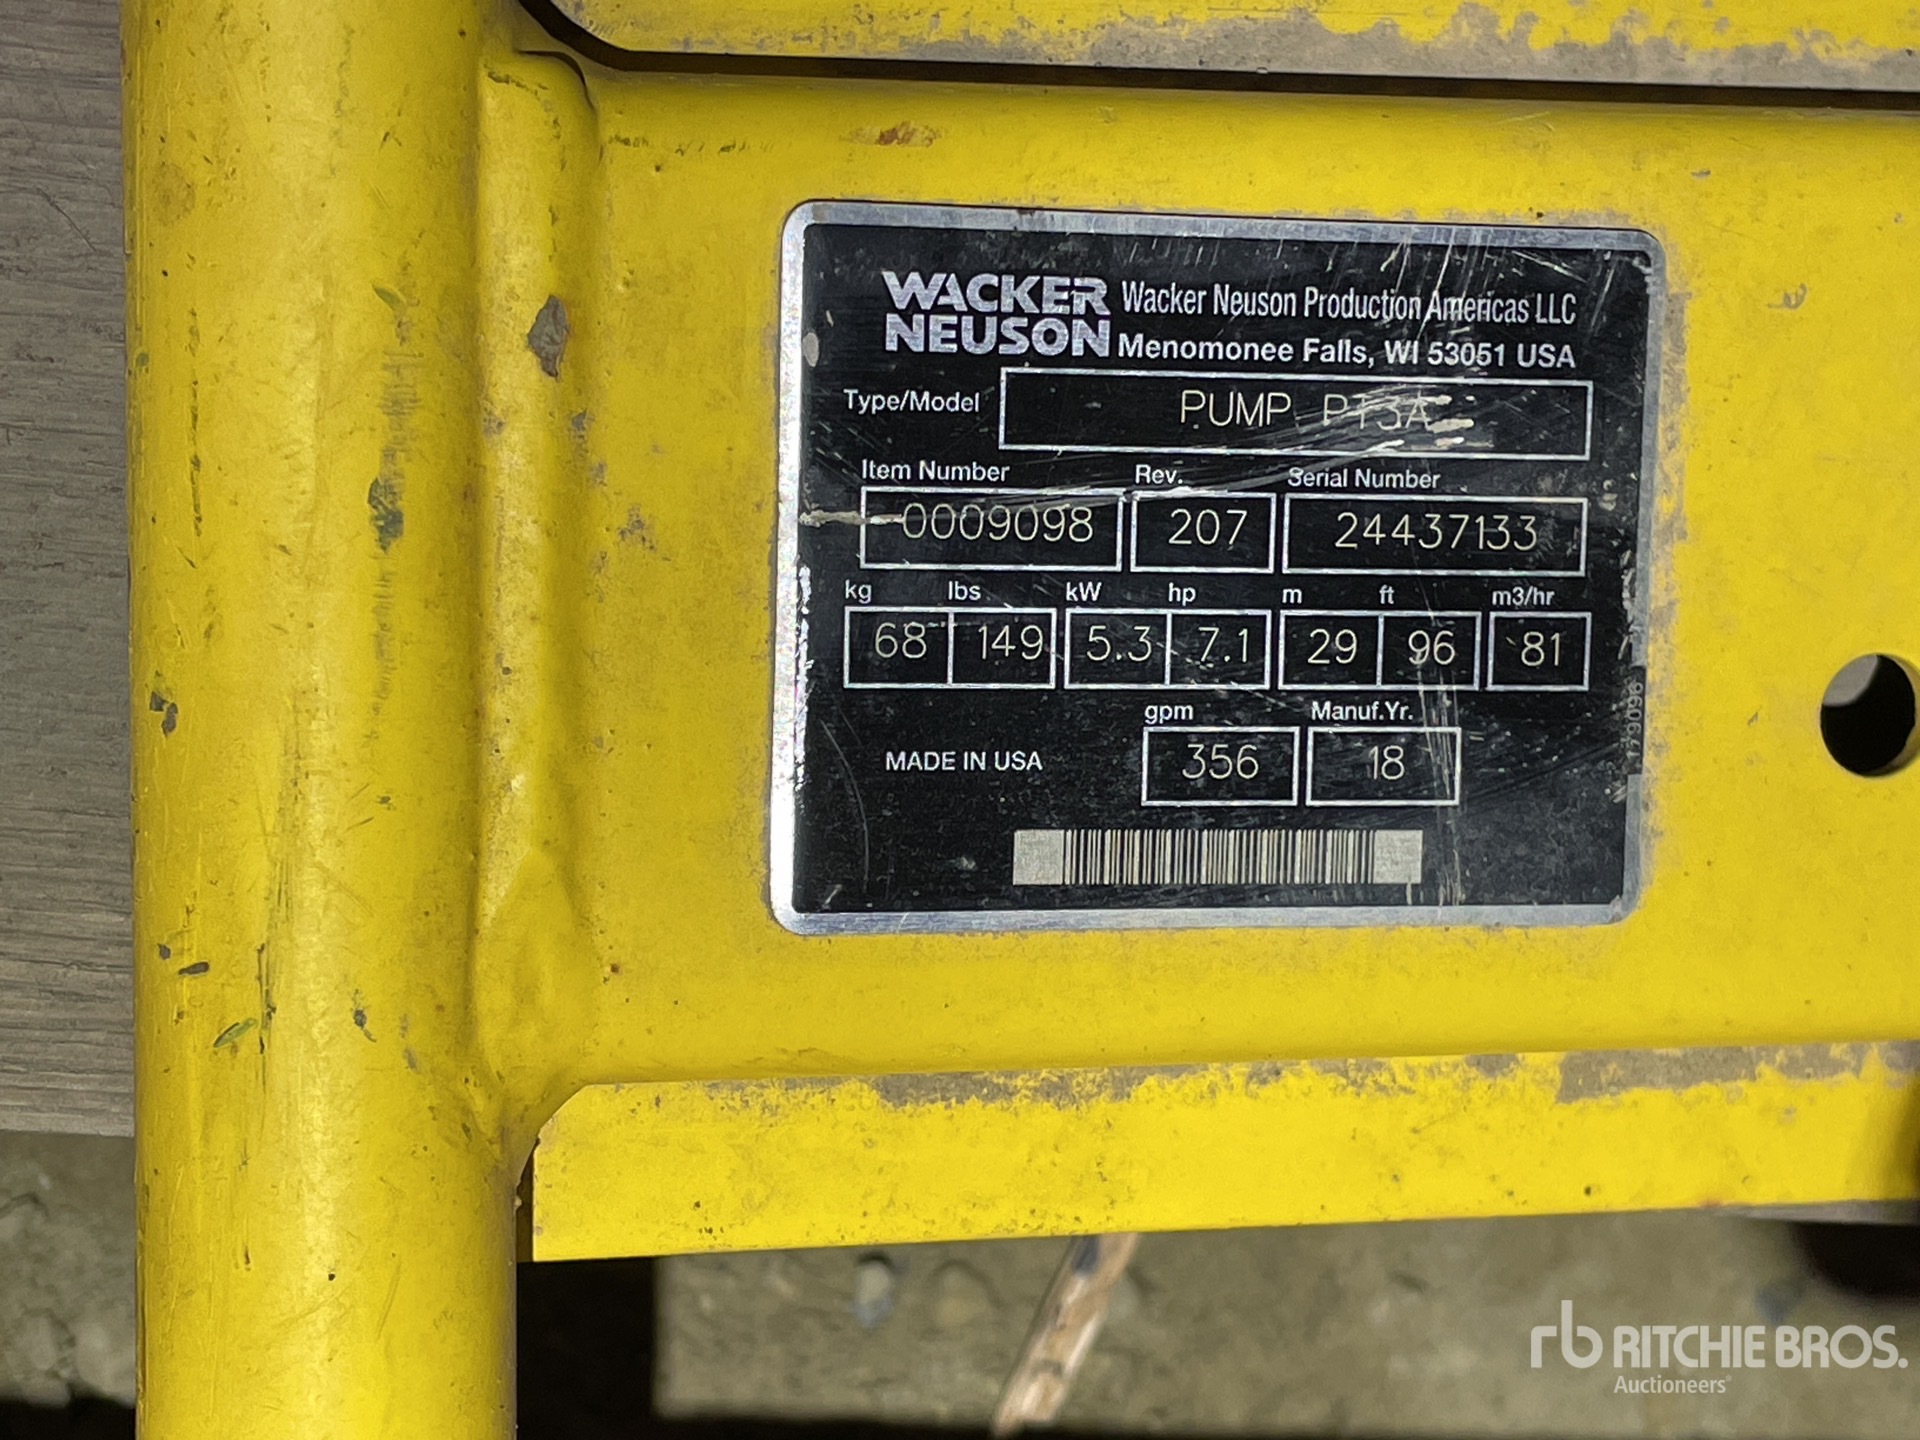 WACKER NEUSON Wacker Neuson Production Americas LLC
Menomonee Falls, WI 53051 USA
Type/Model PUMP PT3A
Item Number Rev. Serial Number
0009098 207 24437133
kg lbs kW hp m ft m3/hr
68 149 5.3 7.1 29 96 81
gpm Manuf.Yr.
MADE IN USA 356 18
179096
rb RITCHIE BROS.
Auctioneers